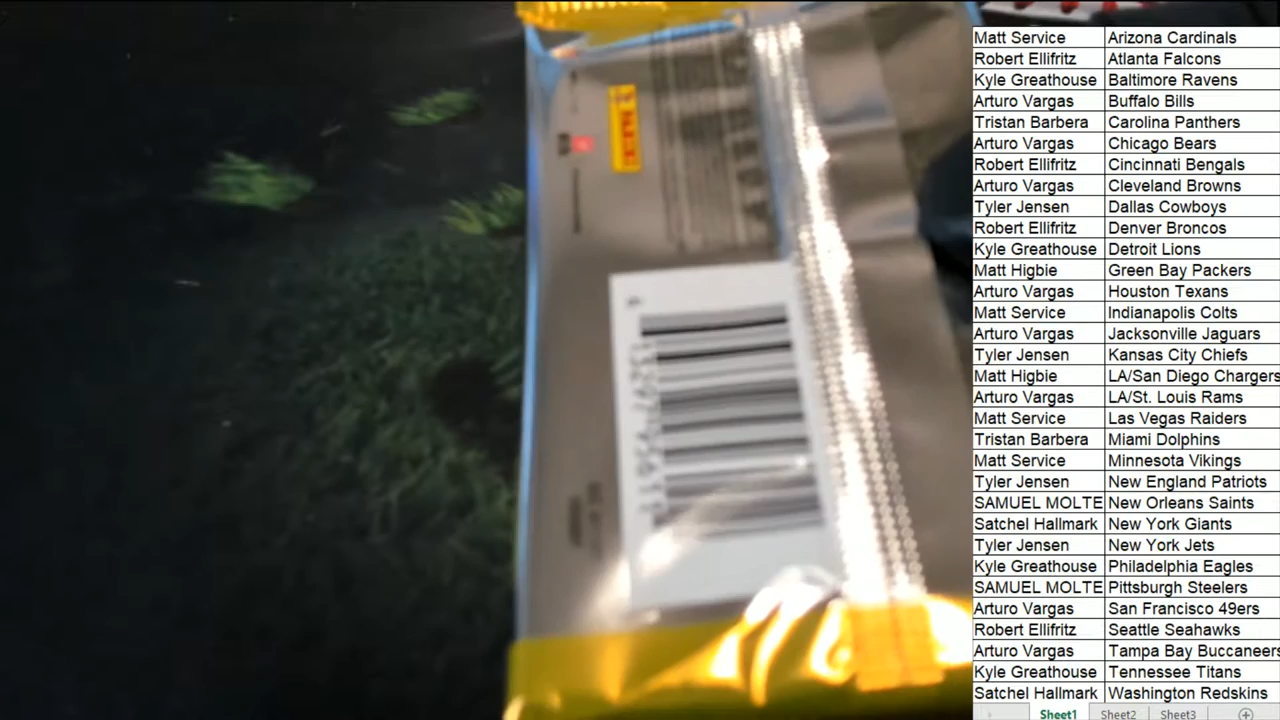 Matt Service Arizona Cardinals
Robert Ellifritz Atlanta Falcons
Kyle Greathouse Baltimore Ravens
Arturo Vargas Buffalo Bills
Tristan Barbera Carolina Panthers
Arturo Vargas Chicago Bears
Robert Ellifritz Cincinnati Bengals
Arturo Vargas Cleveland Browns
Tyler Jensen Dallas Cowboys
Robert Ellifritz Denver Broncos
Kyle Greathouse Detroit Lions
Matt Higbie Green Bay Packers
Arturo Vargas Houston Texans
Matt Service Indianapolis Colts
Arturo Vargas Jacksonville Jaguars
Tyler Jensen Kansas City Chiefs
Matt Higbie LA/San Diego Chargers
Arturo Vargas LA/St. Louis Rams
Matt Service Las Vegas Raiders
Tristan Barbera Miami Dolphins
Matt Service Minnesota Vikings
Tyler Jensen New England Patriots
SAMUEL MOLTE New Orleans Saints
Satchel Hallmark New York Giants
Tyler Jensen New York Jets
Kyle Greathouse Philadelphia Eagles
SAMUEL MOLTE Pittsburgh Steelers
Arturo Vargas San Francisco 49ers
Robert Ellifritz Seattle Seahawks
Arturo Vargas Tampa Bay Buccaneers
Kyle Greathouse Tennessee Titans
Satchel Hallmark Washington Redskins
Sheet1 Sheet2 Sheet3